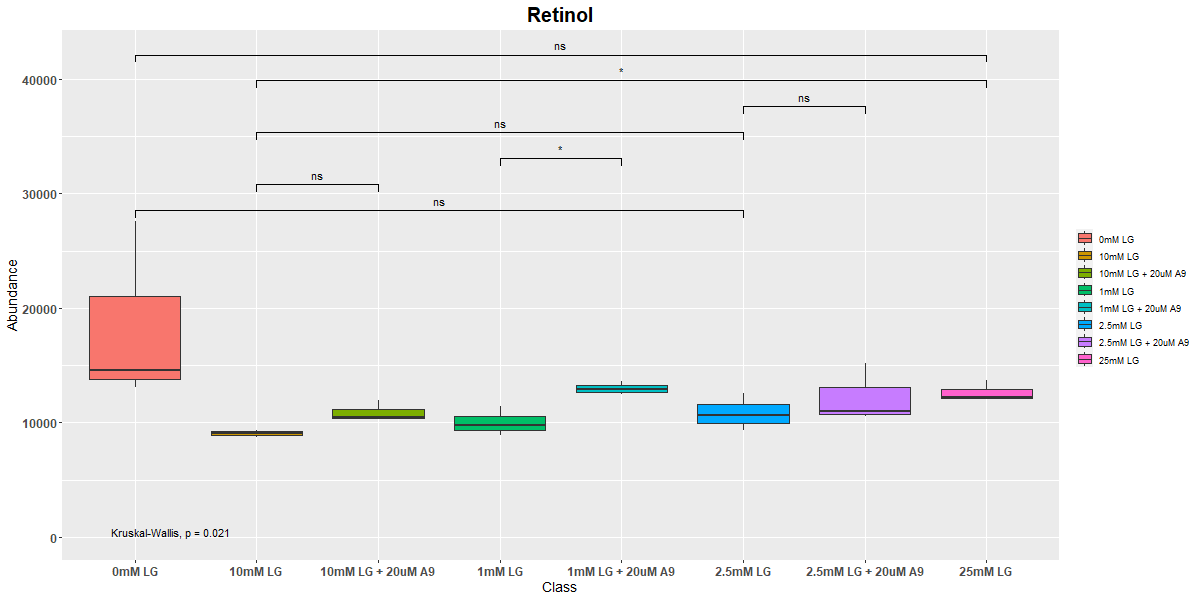 Retinol
ns
*
ns
ns
*
ns
ns
Abundance
40000
30000
20000
10000
0
Kruskal-Wallis, p = 0.021
0mM LG
10mM LG
10mM LG + 20uM A9
1mM LG
1mM LG + 20uM A9
2.5mM LG
2.5mM LG + 20uM A9
25mM LG
Class
0mM LG
10mM LG
10mM LG + 20uM A9
1mM LG
1mM LG + 20uM A9
2.5mM LG
2.5mM LG + 20uM A9
25mM LG